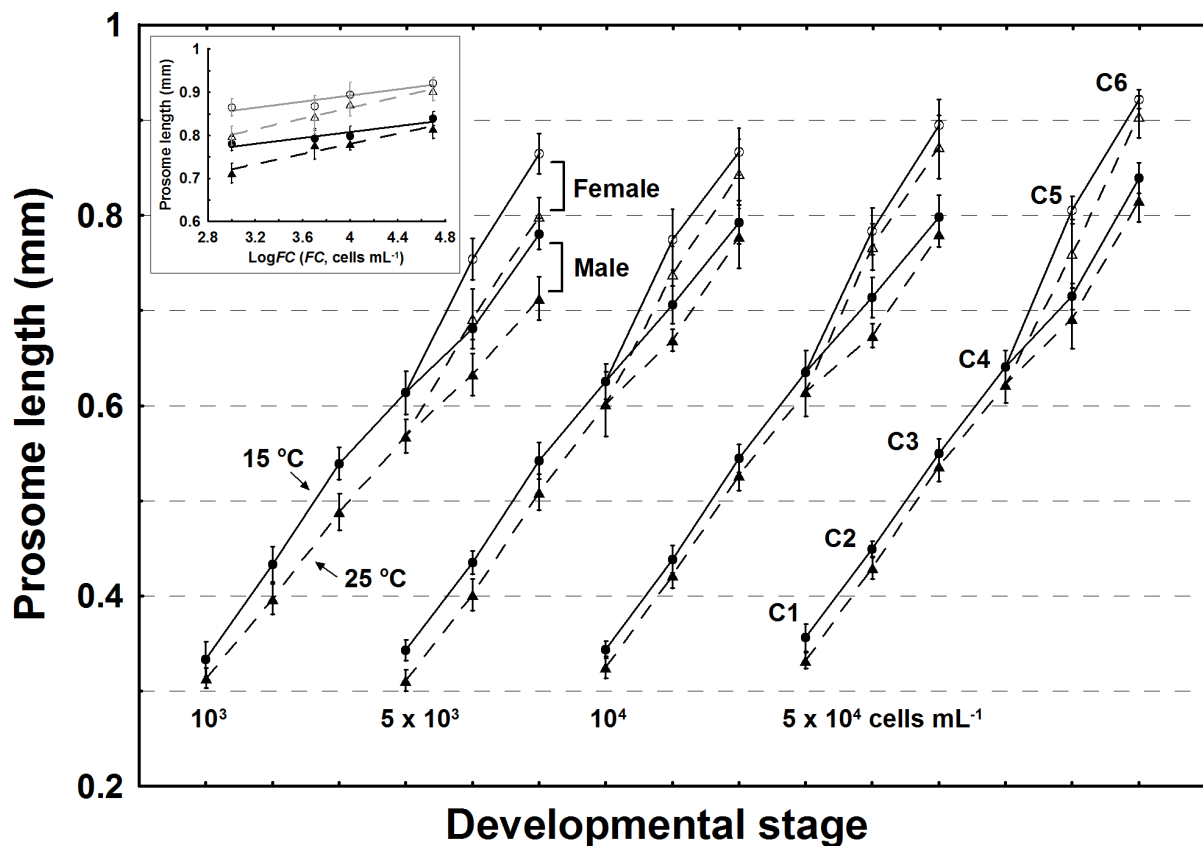 Prosome length (mm)
1
0.8
0.6
0.4
0.2
Prosome length (mm)
1
0.9
0.8
0.7
0.6
2.8 3.2 3.6 4 4.4 4.8
LogFC (FC, cells mL⁻¹)
Female
Male
15 °C
25 °C
C6
C5
C4
C3
C2
C1
10³ 5 x 10³ 10⁴ 5 x 10⁴ cells mL⁻¹
Developmental stage